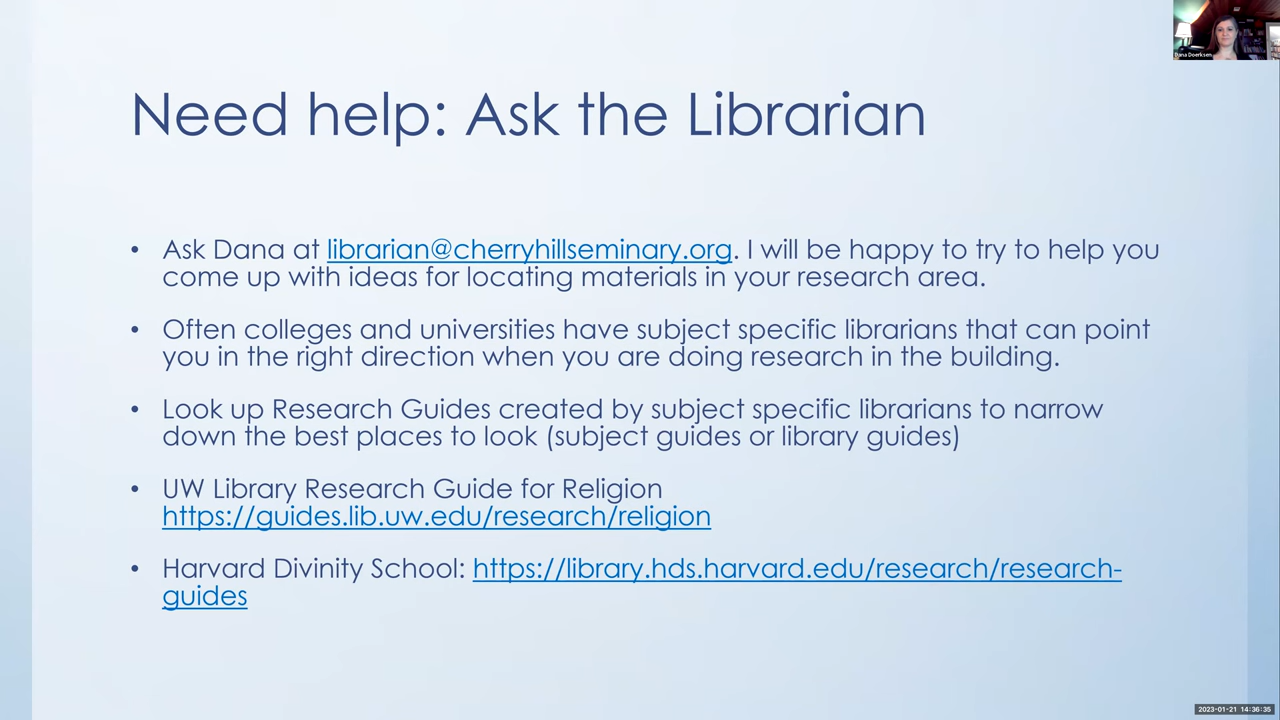 Dana Doerksen
Need help: Ask the Librarian
• Ask Dana at librarian@cherryhillseminary.org. I will be happy to try to help you
come up with ideas for locating materials in your research area.
• Often colleges and universities have subject specific librarians that can point
you in the right direction when you are doing research in the building.
• Look up Research Guides created by subject specific librarians to narrow
down the best places to look (subject guides or library guides)
• UW Library Research Guide for Religion
https://guides.lib.uw.edu/research/religion
• Harvard Divinity School: https://library.hds.harvard.edu/research/research-
guides
2023-01-21 14:36:35